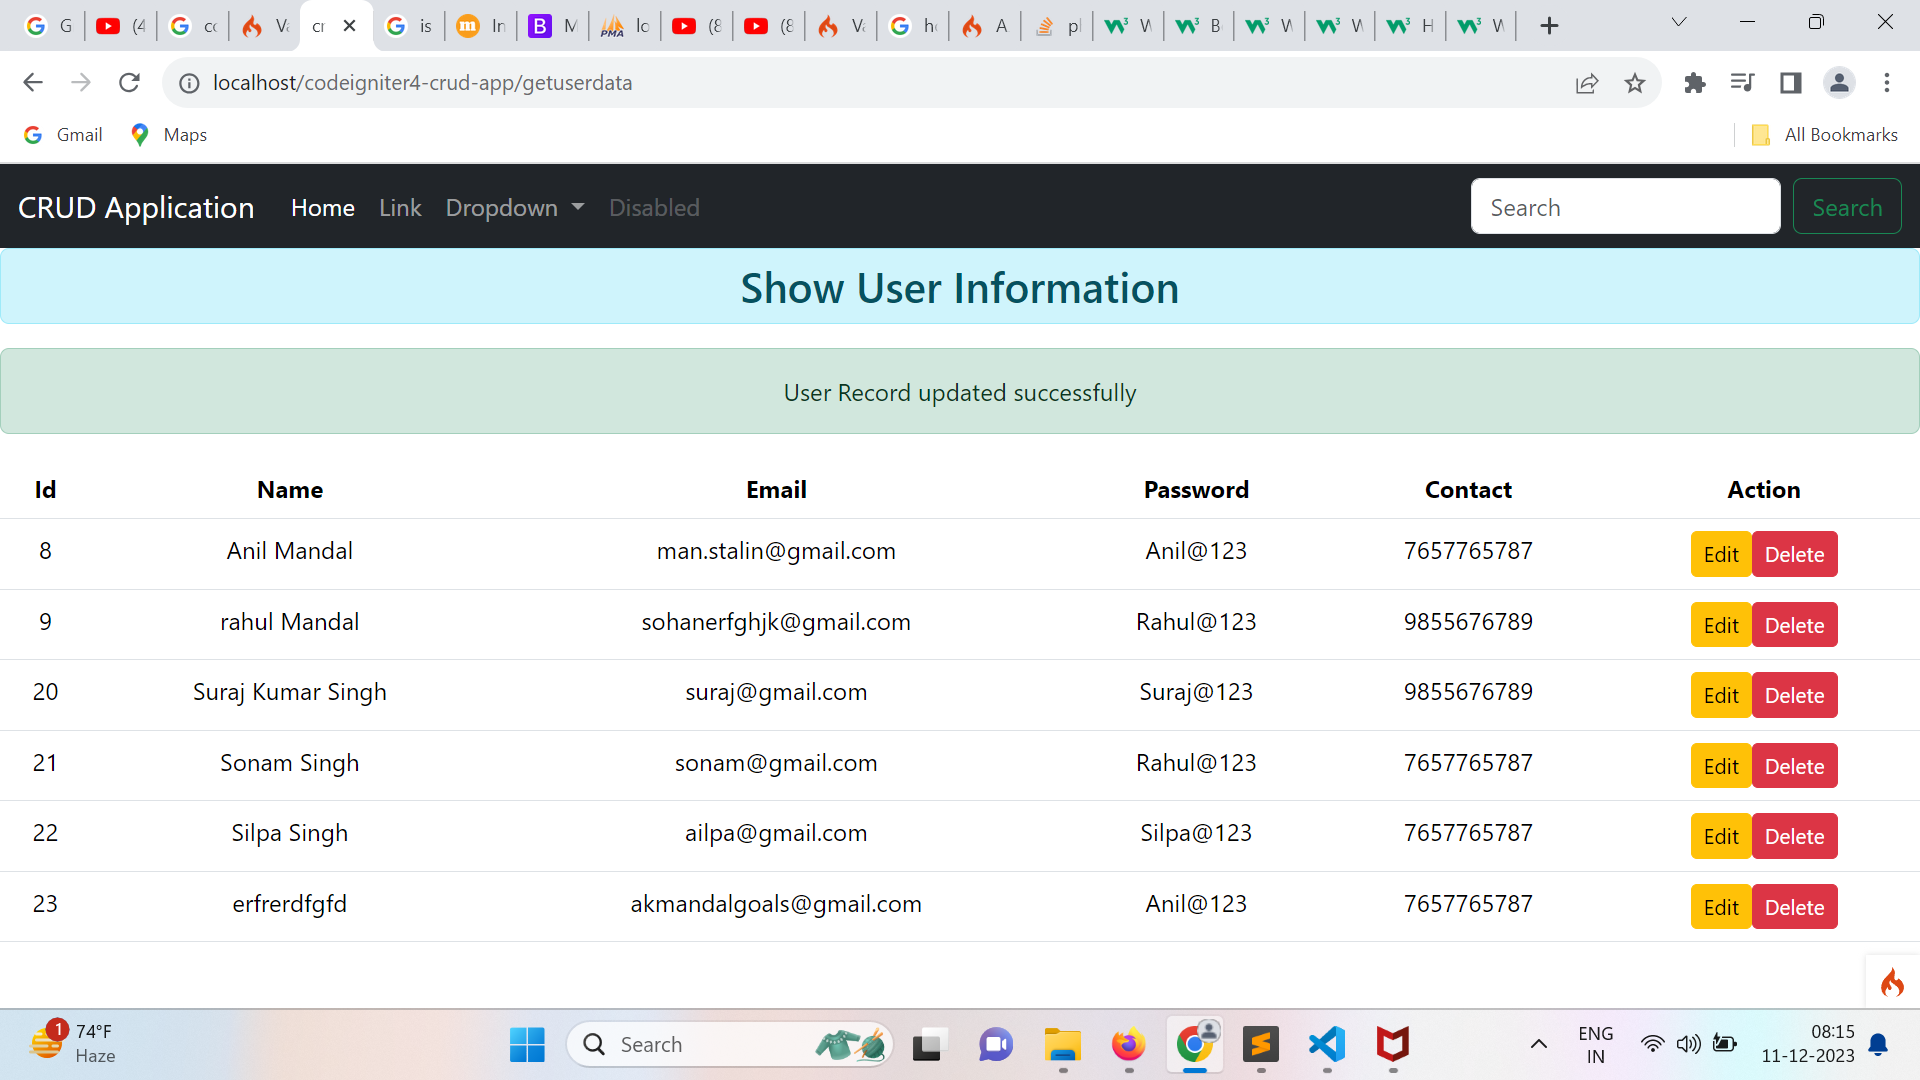 G (4 co Va cr is In M lo (8 (8 Va ho A pl W B W W H W
localhost/codeigniter4-crud-app/getuserdata
Gmail Maps All Bookmarks
CRUD Application Home Link Dropdown Disabled Search Search
Show User Information
User Record updated successfully
Id Name Email Password Contact Action
8 Anil Mandal man.stalin@gmail.com Anil@123 7657765787 Edit Delete
9 rahul Mandal sohanerfghjk@gmail.com Rahul@123 9855676789 Edit Delete
20 Suraj Kumar Singh suraj@gmail.com Suraj@123 9855676789 Edit Delete
21 Sonam Singh sonam@gmail.com Rahul@123 7657765787 Edit Delete
22 Silpa Singh ailpa@gmail.com Silpa@123 7657765787 Edit Delete
23 erfrerdfgfd akmandalgoals@gmail.com Anil@123 7657765787 Edit Delete
1 74°F
Haze
Search
ENG
IN
08:15
11-12-2023